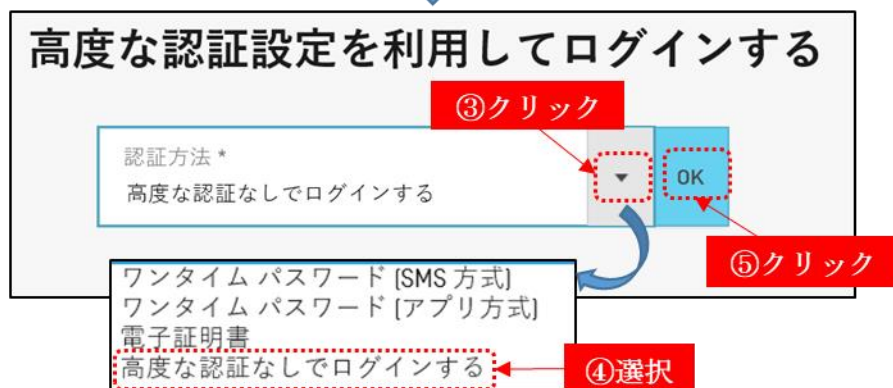 高度な認証設定を利用してログインする
③クリック
認証方法 *
高度な認証なしでログインする
OK
⑤クリック
ワンタイム パスワード (SMS 方式)
ワンタイム パスワード (アプリ方式)
電子証明書
高度な認証なしでログインする
④選択